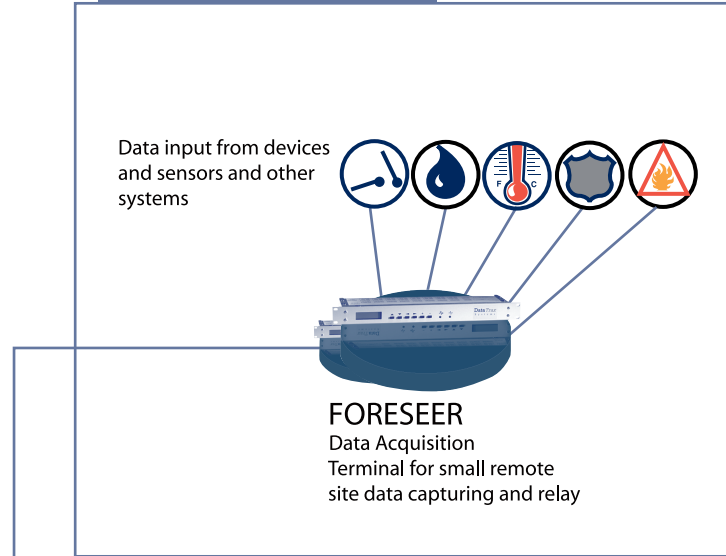 Data input from devices
and sensors and other
systems
F C
FORESEER
Data Acquisition
Terminal for small remote
site data capturing and relay